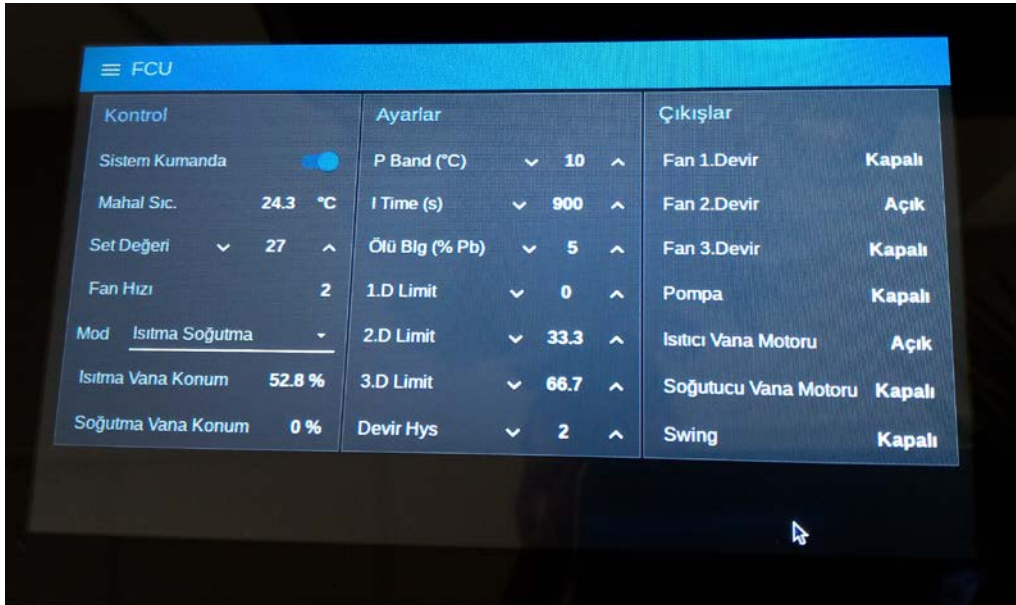 FCU
Kontrol
Sistem Kumanda
Mahal Sıc. 24.3 °C
Set Değeri 27
Fan Hızı 2
Mod Isıtma Soğutma
Isıtma Vana Konum 52.8 %
Soğutma Vana Konum 0 %
Ayarlar
P Band (°C) 10
I Time (s) 900
Ölü Blg (% Pb) 5
1.D Limit 0
2.D Limit 33.3
3.D Limit 66.7
Devir Hys 2
Çıkışlar
Fan 1.Devir Kapalı
Fan 2.Devir Açık
Fan 3.Devir Kapalı
Pompa Kapalı
Isıtıcı Vana Motoru Açık
Soğutucu Vana Motoru Kapalı
Swing Kapalı